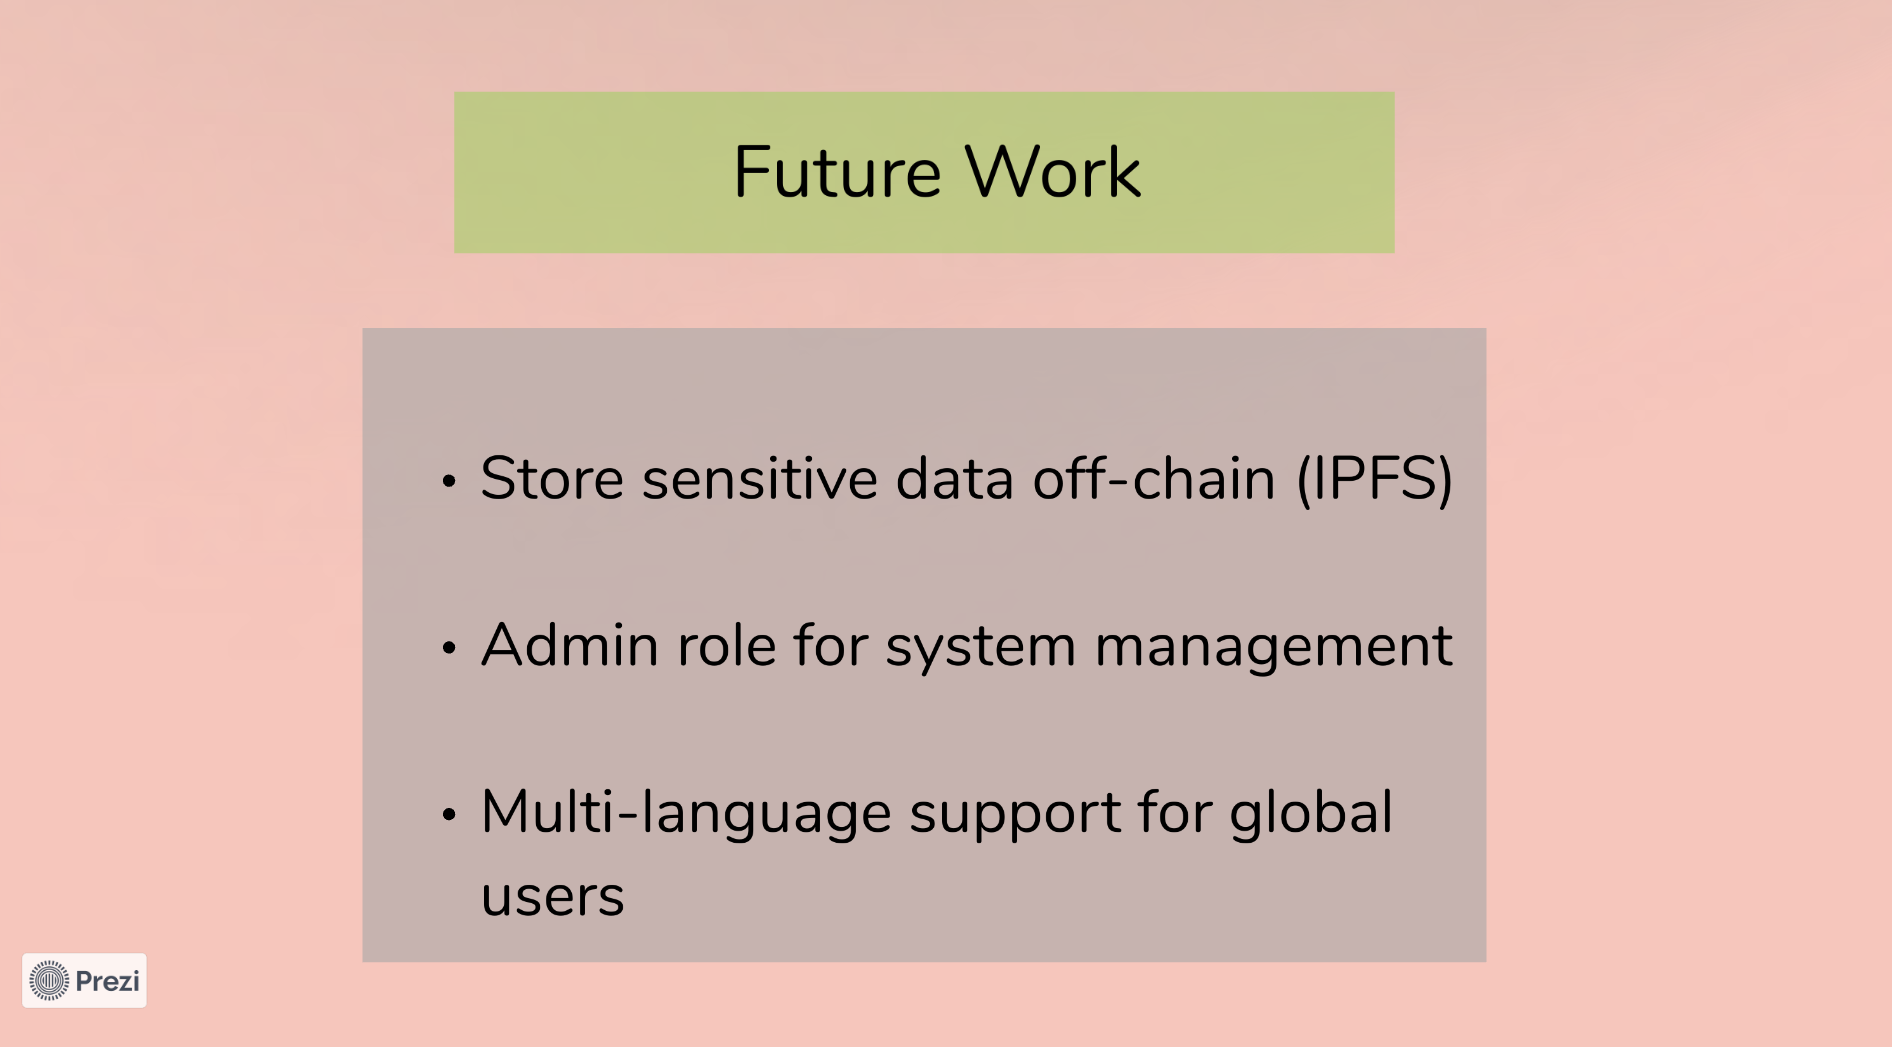 Future Work
• Store sensitive data off-chain (IPFS)
• Admin role for system management
• Multi-language support for global
users
Prezi